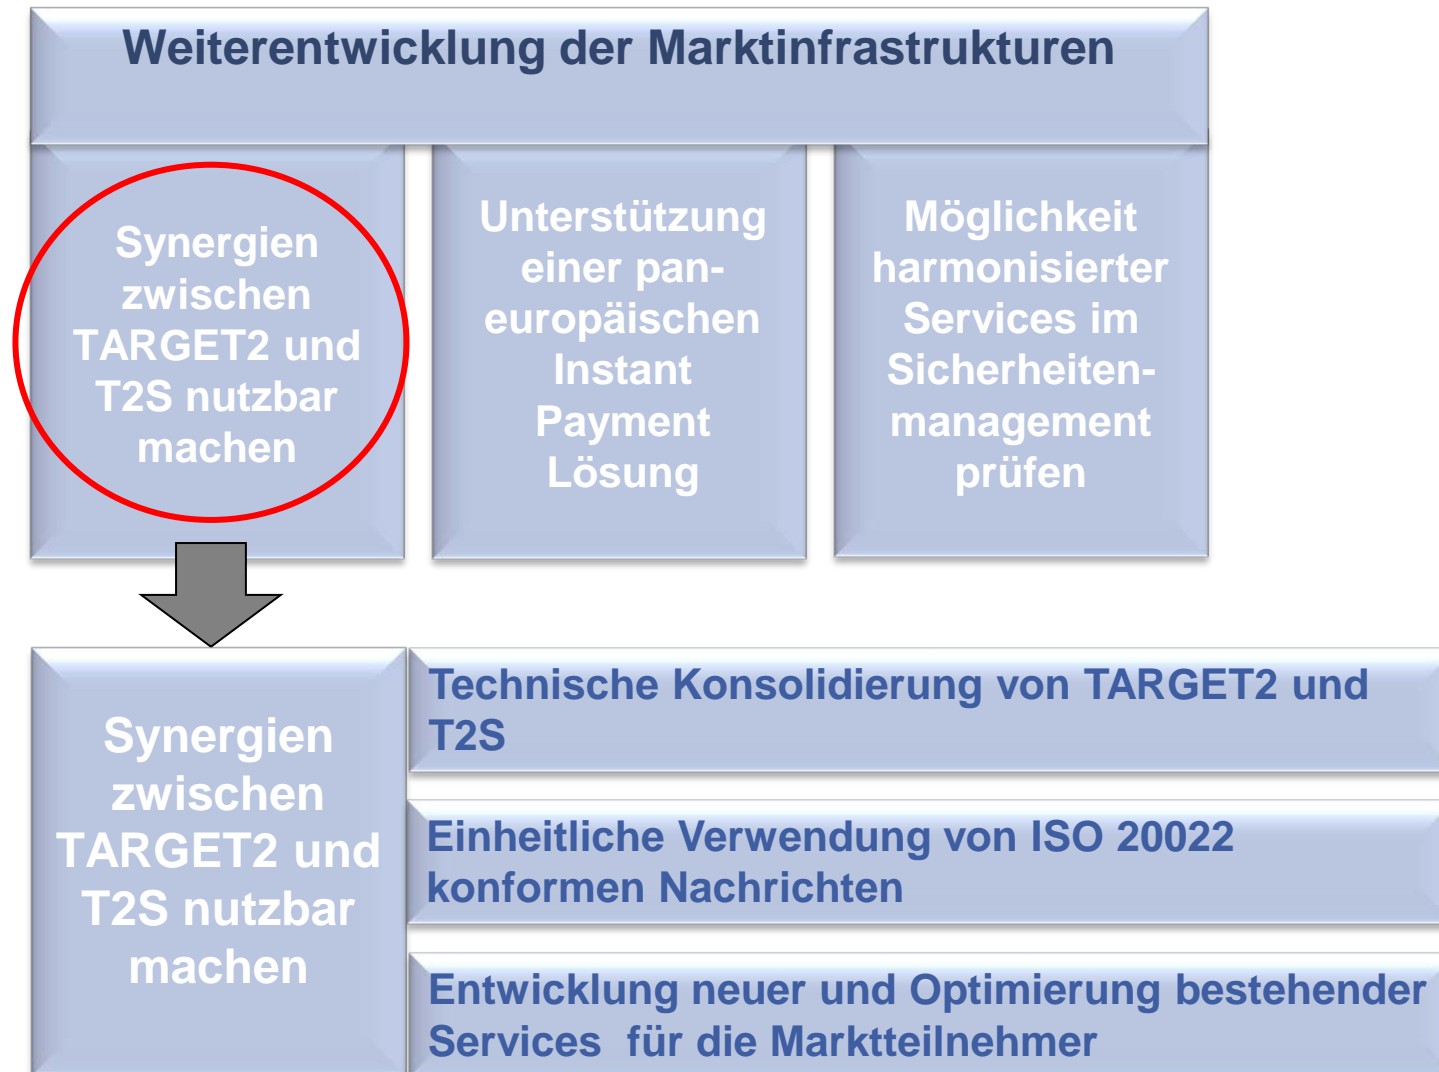 Weiterentwicklung der Marktinfrastrukturen
Synergien
zwischen
TARGET2 und
T2S nutzbar
machen
Unterstützung
einer pan-
europäischen
Instant
Payment
Lösung
Möglichkeit
harmonisierter
Services im
Sicherheiten-
management
prüfen
Synergien
zwischen
TARGET2 und
T2S nutzbar
machen
Technische Konsolidierung von TARGET2 und
T2S
Einheitliche Verwendung von ISO 20022
konformen Nachrichten
Entwicklung neuer und Optimierung bestehender
Services  für die Marktteilnehmer